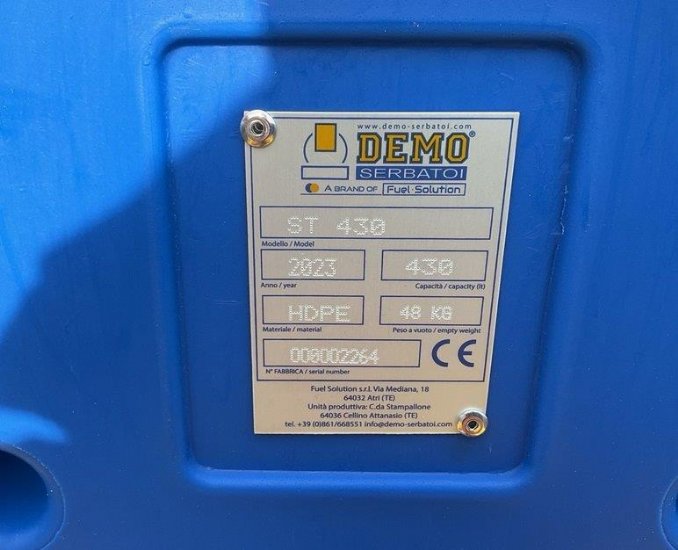 www.demo-serbatoi.com
DEMO®
SERBATOI
A BRAND OF Fuel-Solution
ST 430
Modello / Model
2023 430
Anno / year Capacità / capacity (lt)
HDPE 48 KG
Materiale / material Peso a vuoto / empty weight
008002264 CE
N° FABBRICA / serial number
Fuel Solution s.r.l. Via Mediana, 18
64032 Atri (TE)
Unità produttiva: C.da Stampallone
64036 Cellino Attanasio (TE)
tel. +39 (0)861/668551 info@demo-serbatoi.com